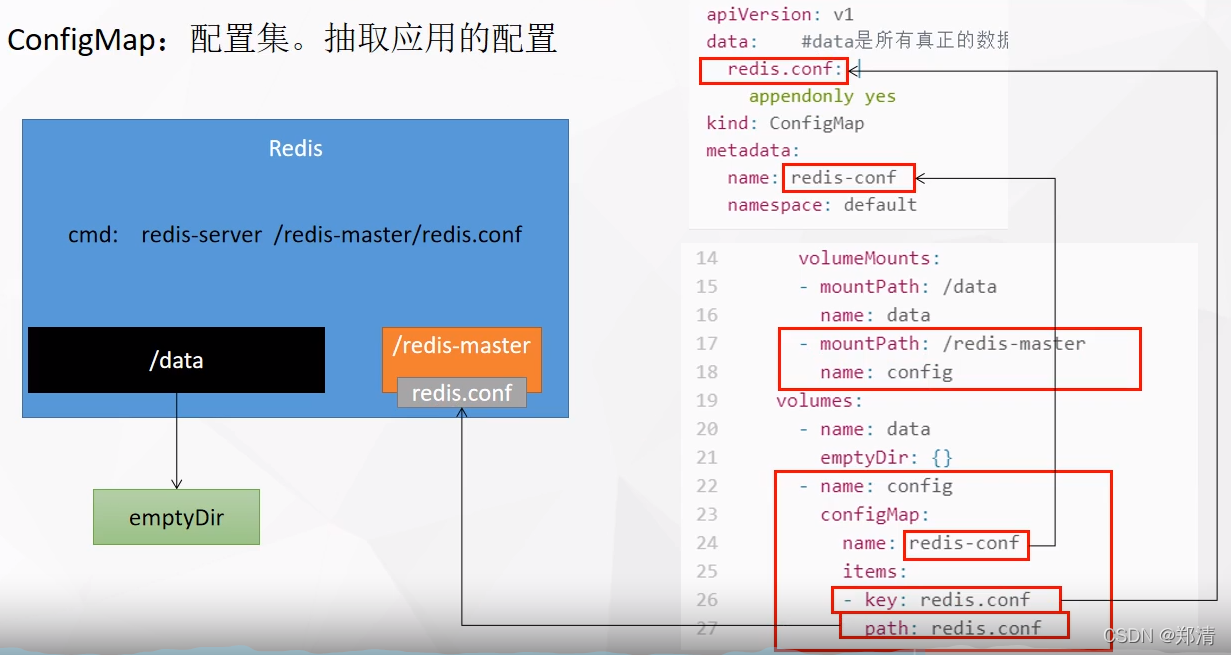 ConfigMap：配置集。抽取应用的配置
Redis
cmd: redis-server /redis-master/redis.conf
/data
/redis-master
redis.conf
emptyDir
apiVersion: v1
data: #data是所有真正的数据
redis.conf: |
appendonly yes
kind: ConfigMap
metadata:
name: redis-conf
namespace: default
14 volumeMounts:
15 - mountPath: /data
16 name: data
17 - mountPath: /redis-master
18 name: config
19 volumes:
20 - name: data
21 emptyDir: {}
22 - name: config
23 configMap:
24 name: redis-conf
25 items:
26 - key: redis.conf
27 path: redis.conf
CSDN @郑清